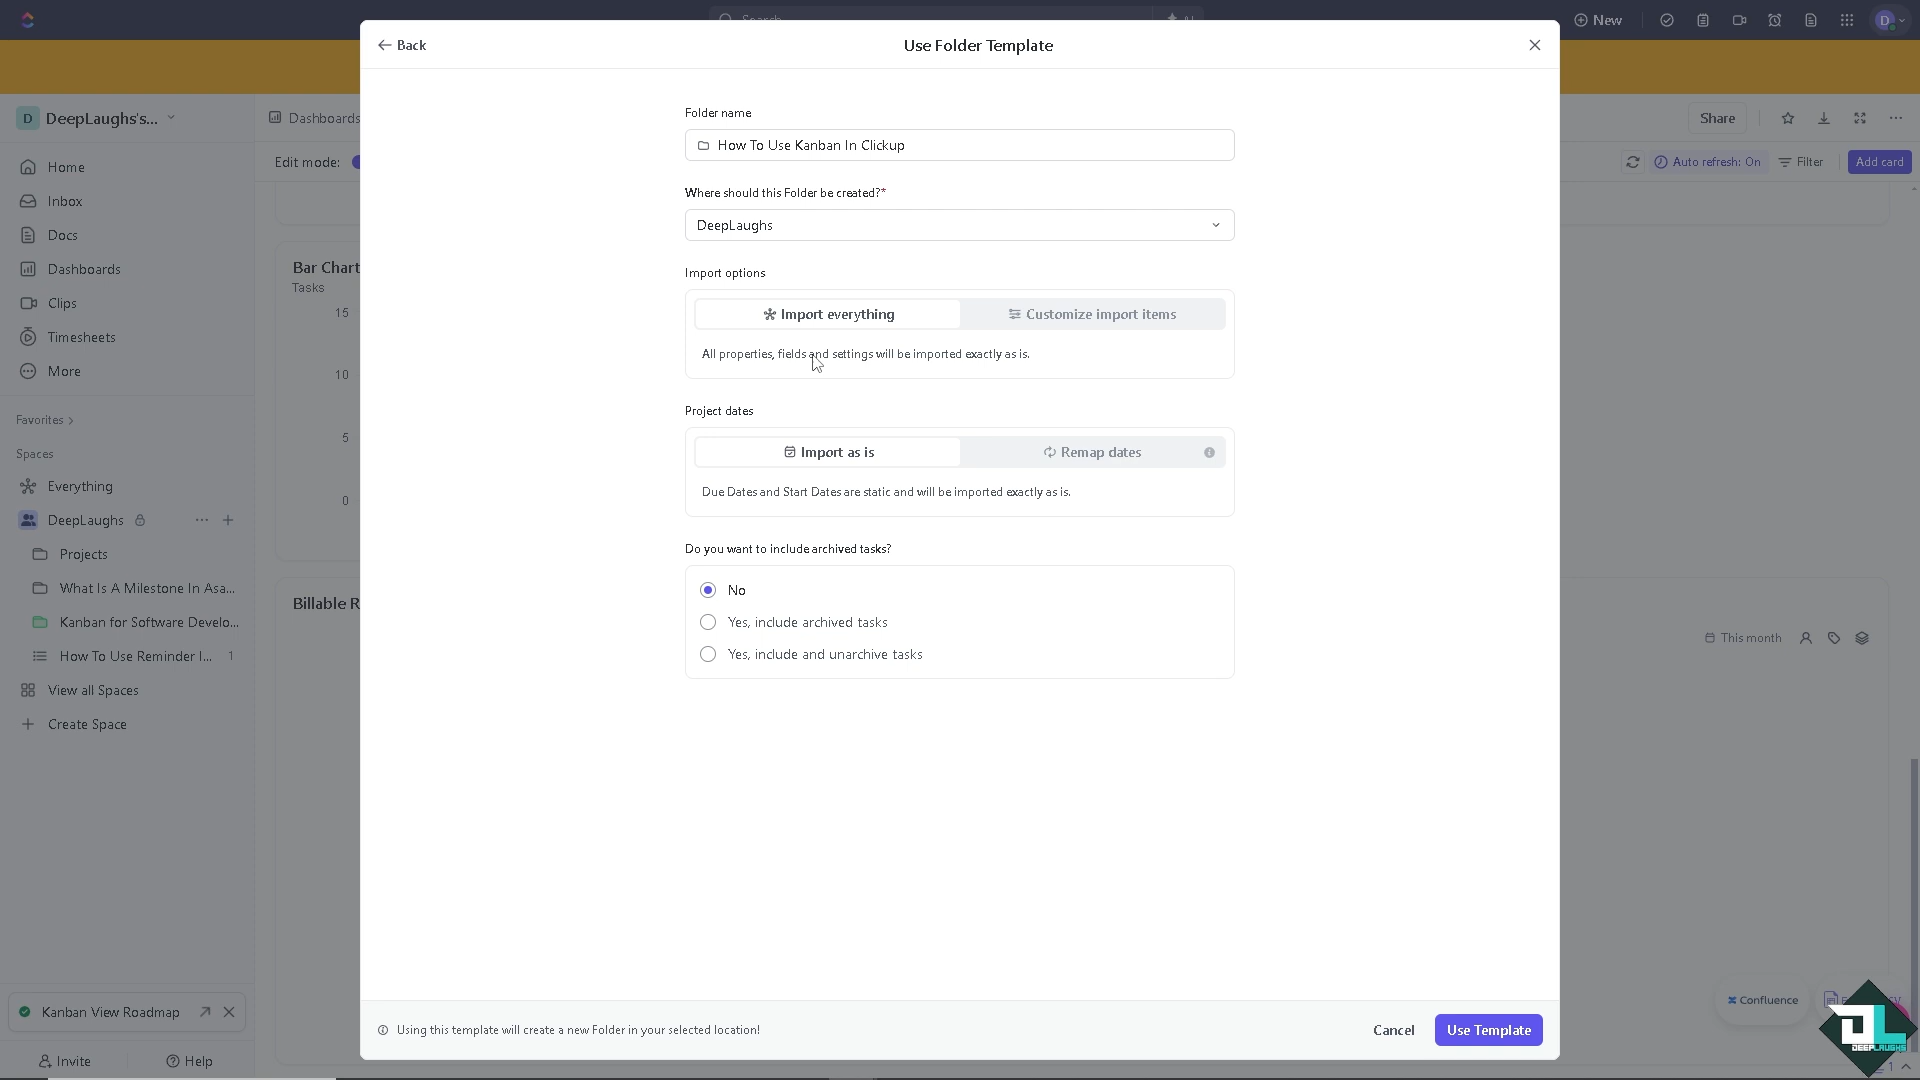 Search
AI
New
D
Back
Use Folder Template
D DeepLaughs's...
Dashboards
Share
Edit mode:
Auto refresh: On
Filter
Add card
Home
Inbox
Docs
Dashboards
Clips
Timesheets
More
Favorites
Spaces
Everything
DeepLaughs
Projects
What Is A Milestone In Asa...
Kanban for Software Develo...
How To Use Reminder I... 1
View all Spaces
Create Space
Kanban View Roadmap
Invite
Help
Bar Chart
Tasks
15
10
5
0
Billable R
This month
Folder name
How To Use Kanban In Clickup
Where should this Folder be created?*
DeepLaughs
Import options
Import everything
Customize import items
All properties, fields and settings will be imported exactly as is.
Project dates
Import as is
Remap dates
Due Dates and Start Dates are static and will be imported exactly as is.
Do you want to include archived tasks?
No
Yes, include archived tasks
Yes, include and unarchive tasks
Using this template will create a new Folder in your selected location!
Cancel
Use Template
Confluence
DL
DEEPLAUGHS
1